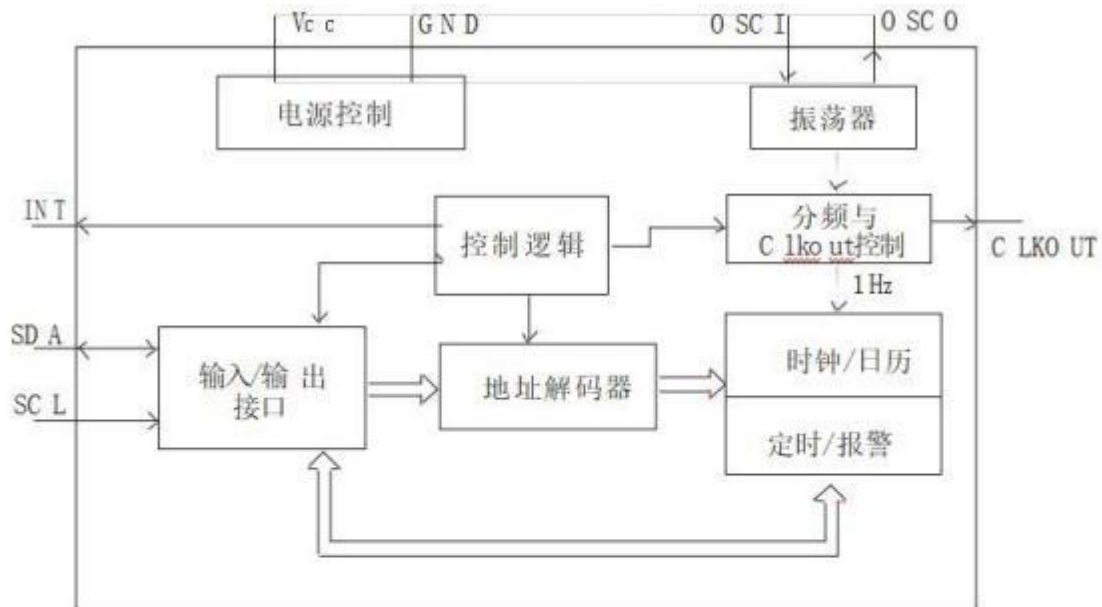 Vcc GND OSCI OSCO
电源控制
振荡器
INT
控制逻辑
分频与
Clkout控制
CLKOUT
1Hz
SDA
输入/输出
接口
地址解码器
时钟/日历
SCL
定时/报警